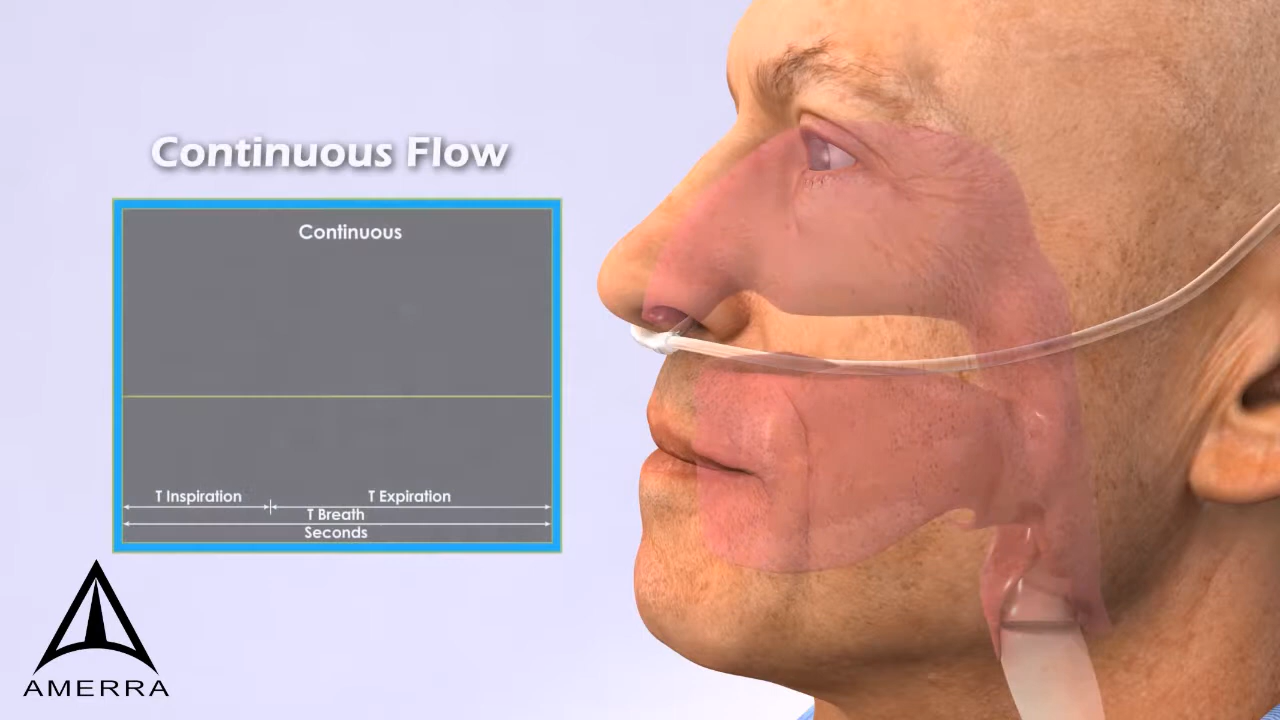 Continuous Flow
Continuous
T Inspiration
T Expiration
T Breath
Seconds
AMERRA